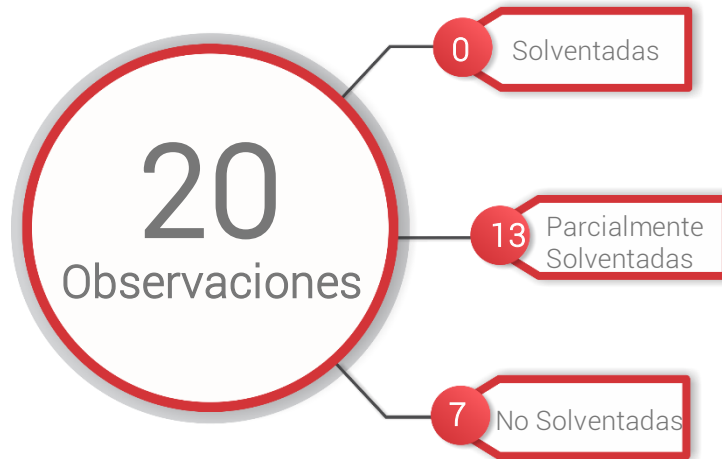 20
Observaciones
0
Solventadas
13
Parcialmente
Solventadas
7
No Solventadas